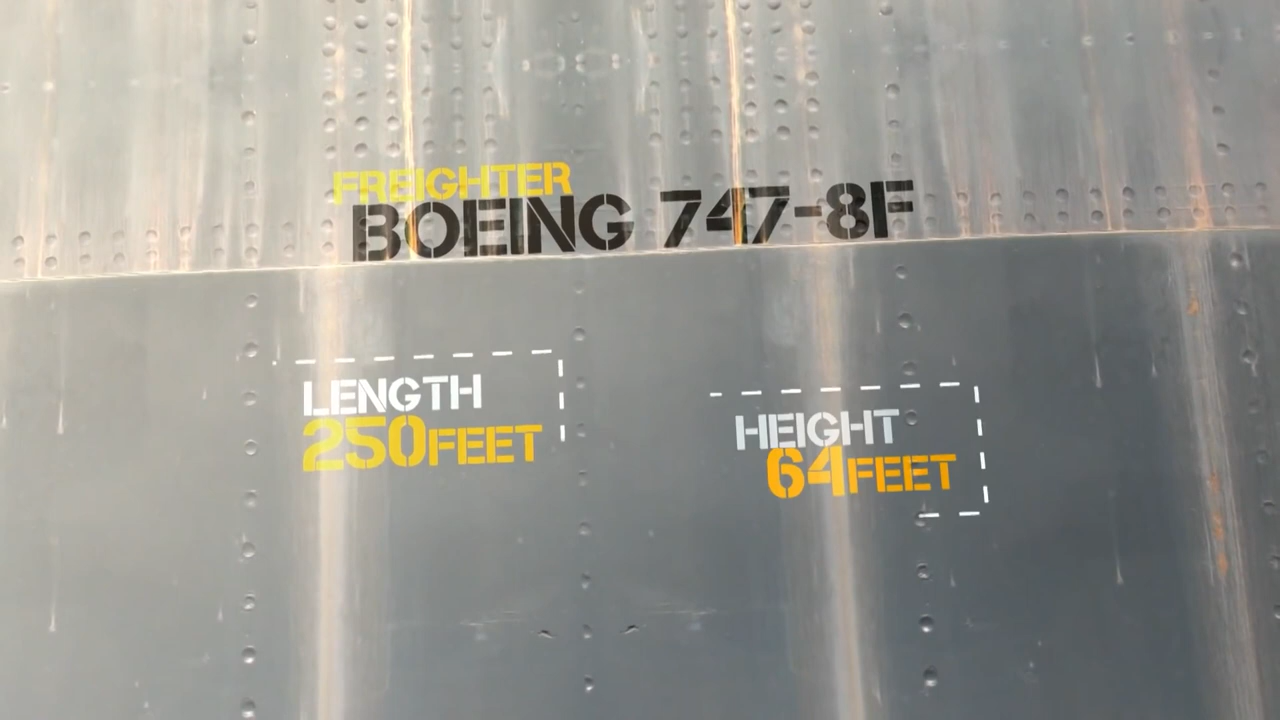 FREIGHTER
BOEING 747-8F
LENGTH
250FEET
HEIGHT
64FEET